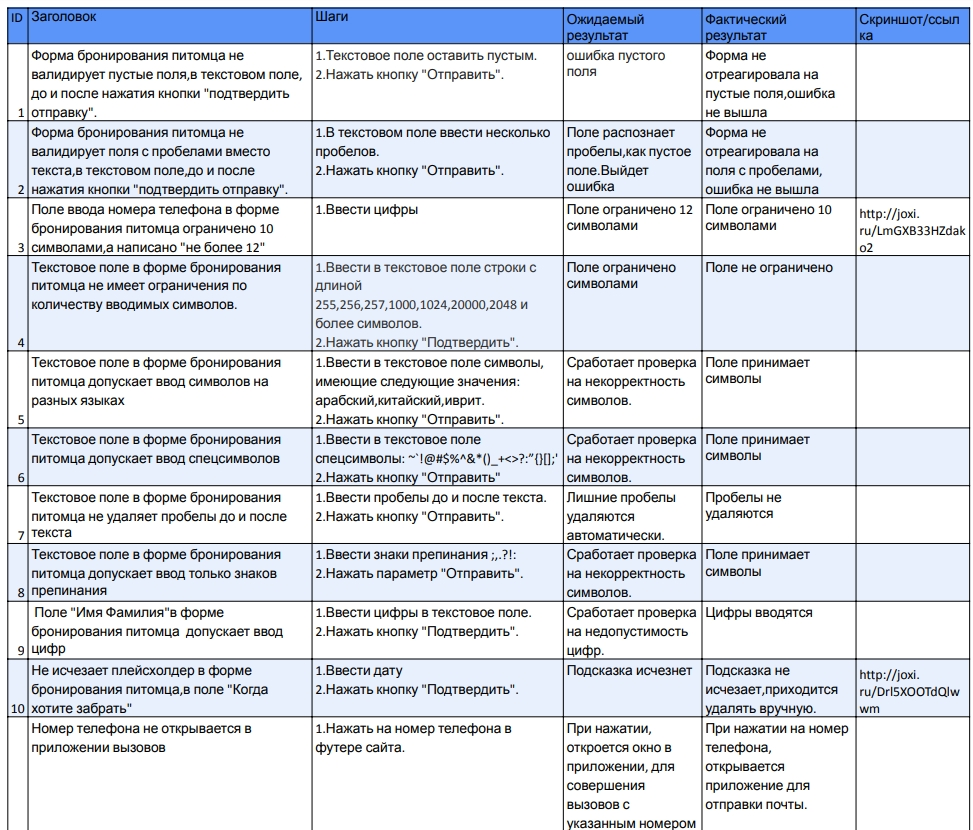 ID Заголовок Шаги Ожидаемый результат Фактический результат Скриншот/ссыл ка
Форма бронирования питомца не
валидирует пустые поля,в текстовом поле,
до и после нажатия кнопки "подтвердить
1 отправку".
1.Текстовое поле оставить пустым.
2.Нажать кнопку "Отправить".
ошибка пустого
поля
Форма не
отреагировала на
пустые поля,ошибка
не вышла
Форма бронирования питомца не
валидирует поля с пробелами вместо
текста,в текстовом поле,до и после
2 нажатия кнопки "подтвердить отправку".
1.В текстовом поле ввести несколько
пробелов.
2.Нажать кнопку "Отправить".
Поле распознает
пробелы,как пустое
поле.Выйдет
ошибка
Форма не
отреагировала на
поля с пробелами,
ошибка не вышла
Поле ввода номера телефона в форме
бронирования питомца ограничено 10
3 символами,а написано "не более 12"
1.Ввести цифры
Поле ограничено 12
символами
Поле ограничено 10
символами
http://joxi.
ru/LmGXB33HZdak
o2
Текстовое поле в форме бронирования
питомца не имеет ограничения по
количеству вводимых символов.
4
1.Ввести в текстовое поле строки с
длиной
255,256,257,1000,1024,20000,2048 и
более символов.
2.Нажать кнопку "Подтвердить".
Поле ограничено
символами
Поле не ограничено
Текстовое поле в форме бронирования
питомца допускает ввод символов на
разных языках
5
1.Ввести в текстовое поле символы,
имеющие следующие значения:
арабский,китайский,иврит.
2.Нажать кнопку "Отправить".
Сработает проверка
на некорректность
символов.
Поле принимает
символы
Текстовое поле в форме бронирования
питомца допускает ввод спецсимволов
6
1.Ввести в текстовое поле
спецсимволы: ~`!@#$%^&*()_+<>?:"{}[];'
2.Нажать кнопку "Отправить"
Сработает проверка
на некорректность
символов.
Поле принимает
символы
Текстовое поле в форме бронирования
питомца не удаляет пробелы до и после
7 текста
1.Ввести пробелы до и после текста.
2.Нажать кнопку "Отправить".
Лишние пробелы
удаляются
автоматически.
Пробелы не
удаляются
Текстовое поле в форме бронирования
питомца допускает ввод только знаков
8 препинания
1.Ввести знаки препинания ;,.?!:
2.Нажать параметр "Отправить".
Сработает проверка
на некорректность
символов.
Поле принимает
символы
Поле "Имя Фамилия"в форме
бронирования питомца допускает ввод
9 цифр
1.Ввести цифры в текстовое поле.
2.Нажать кнопку "Подтвердить".
Сработает проверка
на недопустимость
цифр.
Цифры вводятся
Не исчезает плейсхолдер в форме
бронирования питомца,в поле "Когда
10 хотите забрать"
1.Ввести дату
2.Нажать кнопку "Подтвердить".
Подсказка исчезнет
Подсказка не
исчезает,приходится
удалять вручную.
http://joxi.
ru/Drl5XOOTdQlw
wm
Номер телефона не открывается в
приложении вызовов
1.Нажать на номер телефона в
футере сайта.
При нажатии,
откроется окно в
приложении, для
совершения
вызовов с
указанным номером
При нажатии на номер
телефона,
открывается
приложение для
отправки почты.